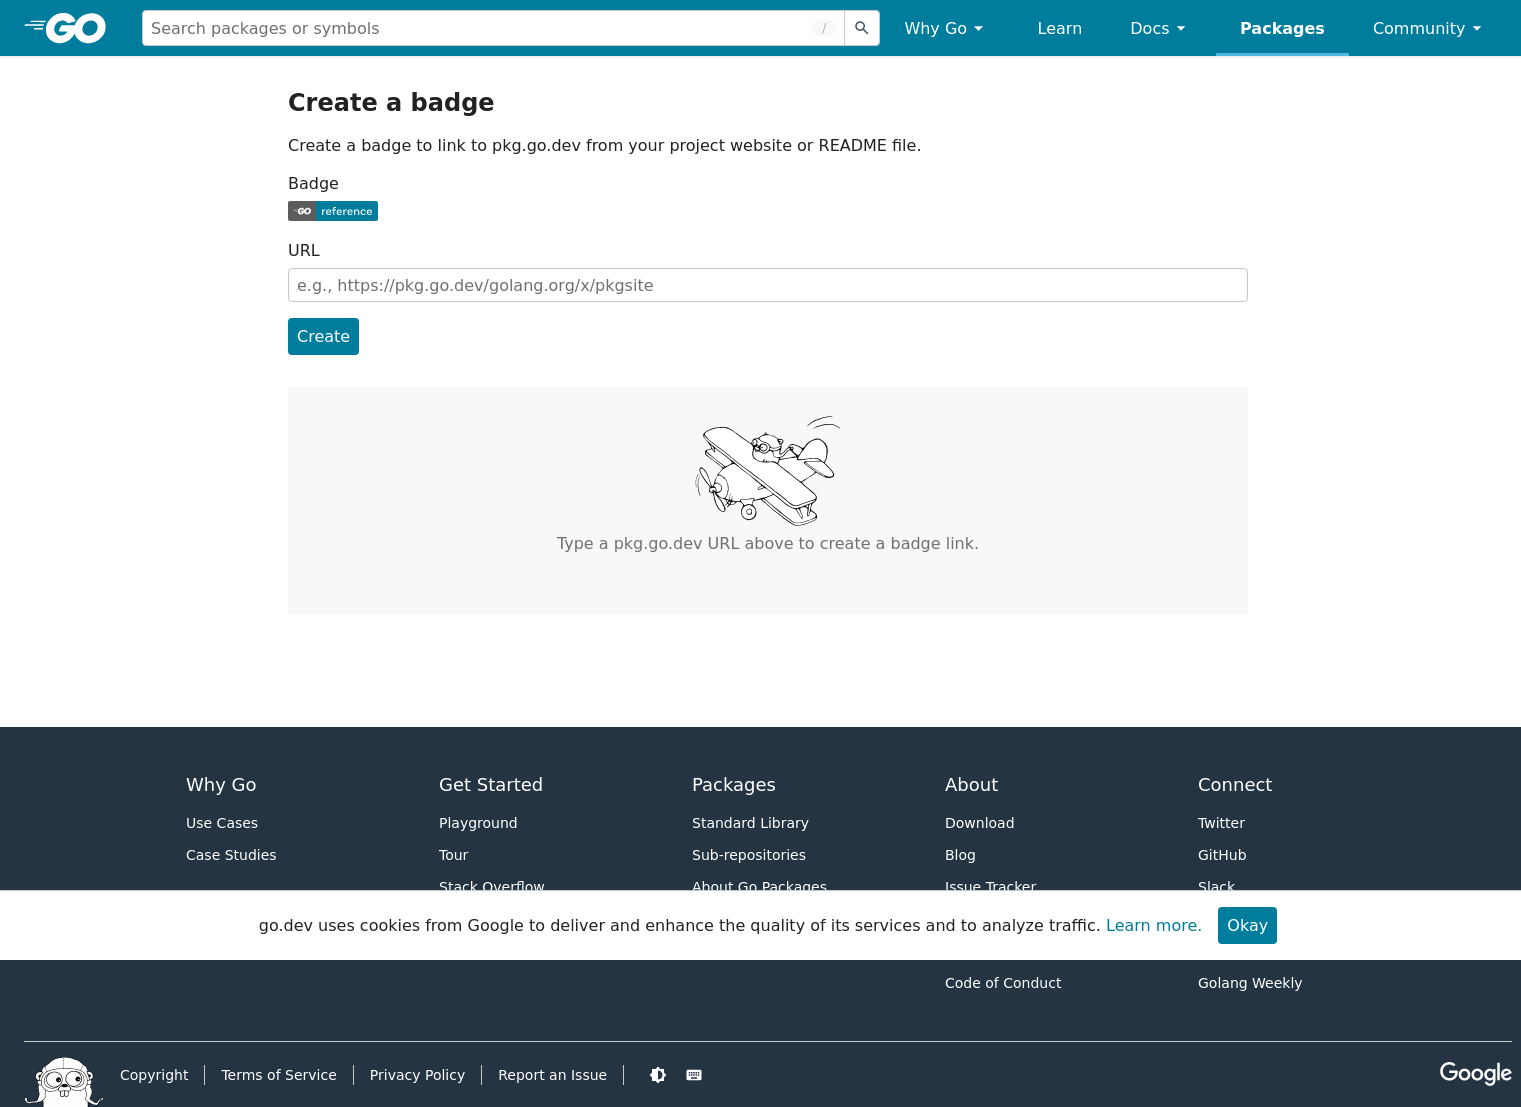 GO
Search packages or symbols
/
Why Go
Learn
Docs
Packages
Community
Create a badge
Create a badge to link to pkg.go.dev from your project website or README file.
Badge
GO reference
URL
e.g., https://pkg.go.dev/golang.org/x/pkgsite
Create
Type a pkg.go.dev URL above to create a badge link.
Why Go
Use Cases
Case Studies
Get Started
Playground
Tour
Stack Overflow
Packages
Standard Library
Sub-repositories
About Go Packages
About
Download
Blog
Issue Tracker
Connect
Twitter
GitHub
Slack
go.dev uses cookies from Google to deliver and enhance the quality of its services and to analyze traffic. Learn more.
Okay
Code of Conduct
Golang Weekly
Copyright
Terms of Service
Privacy Policy
Report an Issue
Google